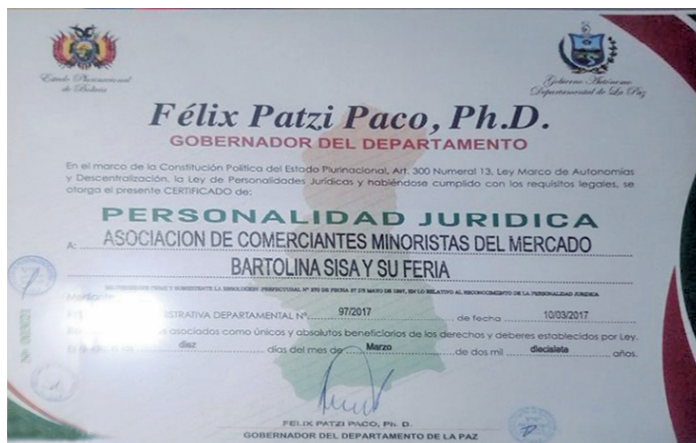 Estado Plurinacional
de Bolivia
Gobierno Autónomo
Departamental de La Paz
Félix Patzi Paco, Ph.D.
GOBERNADOR DEL DEPARTAMENTO
En el marco de la Constitución Política del Estado Plurinacional, Art. 300 Numeral 13, Ley Marco de Autonomías
y Descentralización, la Ley de Personalidades Jurídicas y habiéndose cumplido con los requisitos legales, se
otorga el presente CERTIFICADO de:
PERSONALIDAD JURIDICA
A: ASOCIACION DE COMERCIANTES MINORISTAS DEL MERCADO
BARTOLINA SISA Y SU FERIA
Mediante
ISTRATIVA DEPARTAMENTAL Nº 97/2017 de fecha 10/03/2017
asociados como únicos y absolutos beneficiarios de los derechos y deberes establecidos por Ley.
diez días del mes de Marzo de dos mil diecisiete años.
FELIX PATZI PACO, Ph. D.
GOBERNADOR DEL DEPARTAMENTO DE LA PAZ